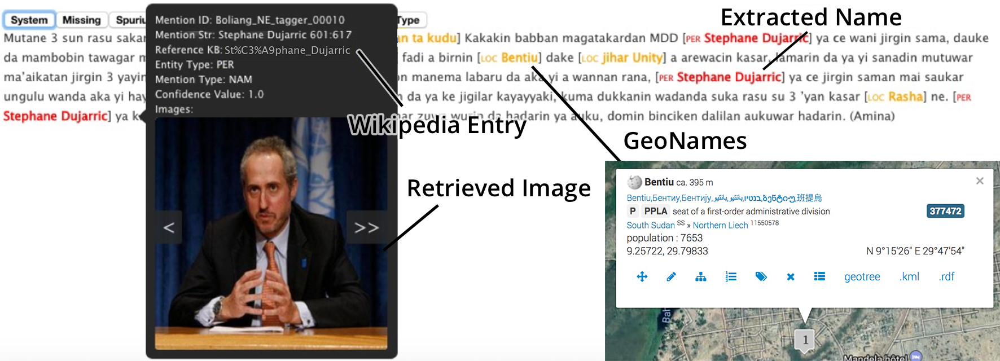 System Missing Spuriu Type
Mutane 3 sun rasu sakan ta kudu] Kakakin babban magatakardan MDD [PER Stephane Dujarric] ya ce wani jirgin sama, dauke
da mambobin tawagar fadi a birnin [LOC Bentiu] dake [LOC jihar Unity] a arewacin kasar, lamarin da ya yi sanadin mutuwar
ma'aikatan jirgin 3 yayin on manema labaru da aka yi a wannan rana, [PER Stephane Dujarric] ya ce jirgin saman mai saukar
ungulu wanda aka yi hay da ya ke jigilar kayayyaki, kuma dukkanin wadanda suka rasu su 3 'yan kasar [LOC Rasha] ne. [PER
Stephane Dujarric] ya k ar zuwa wurin da hadarin ya auku, domin binciken dalilan aukuwar hadarin. (Amina)
Mention ID: Boliang_NE_tagger_00010
Mention Str: Stephane Dujarric 601:617
Reference KB: St%C3%A9phane_Dujarric
Entity Type: PER
Mention Type: NAM
Confidence Value: 1.0
Images:
< >>
Extracted Name
Wikipedia Entry
Retrieved Image
GeoNames
Bentiu ca. 395 m ×
Bentiu,Бентиу,Бентију,بانتيو,بانتیو,בנטיו,ბენტიუ,班提烏
P PPLA seat of a first-order administrative division 377472
South Sudan SS » Northern Liech 11550578
population : 7653
9.25722, 29.79833 N 9°15'26" E 29°47'54"
geotree .kml .rdf
Bah
1
Mandela hôtel